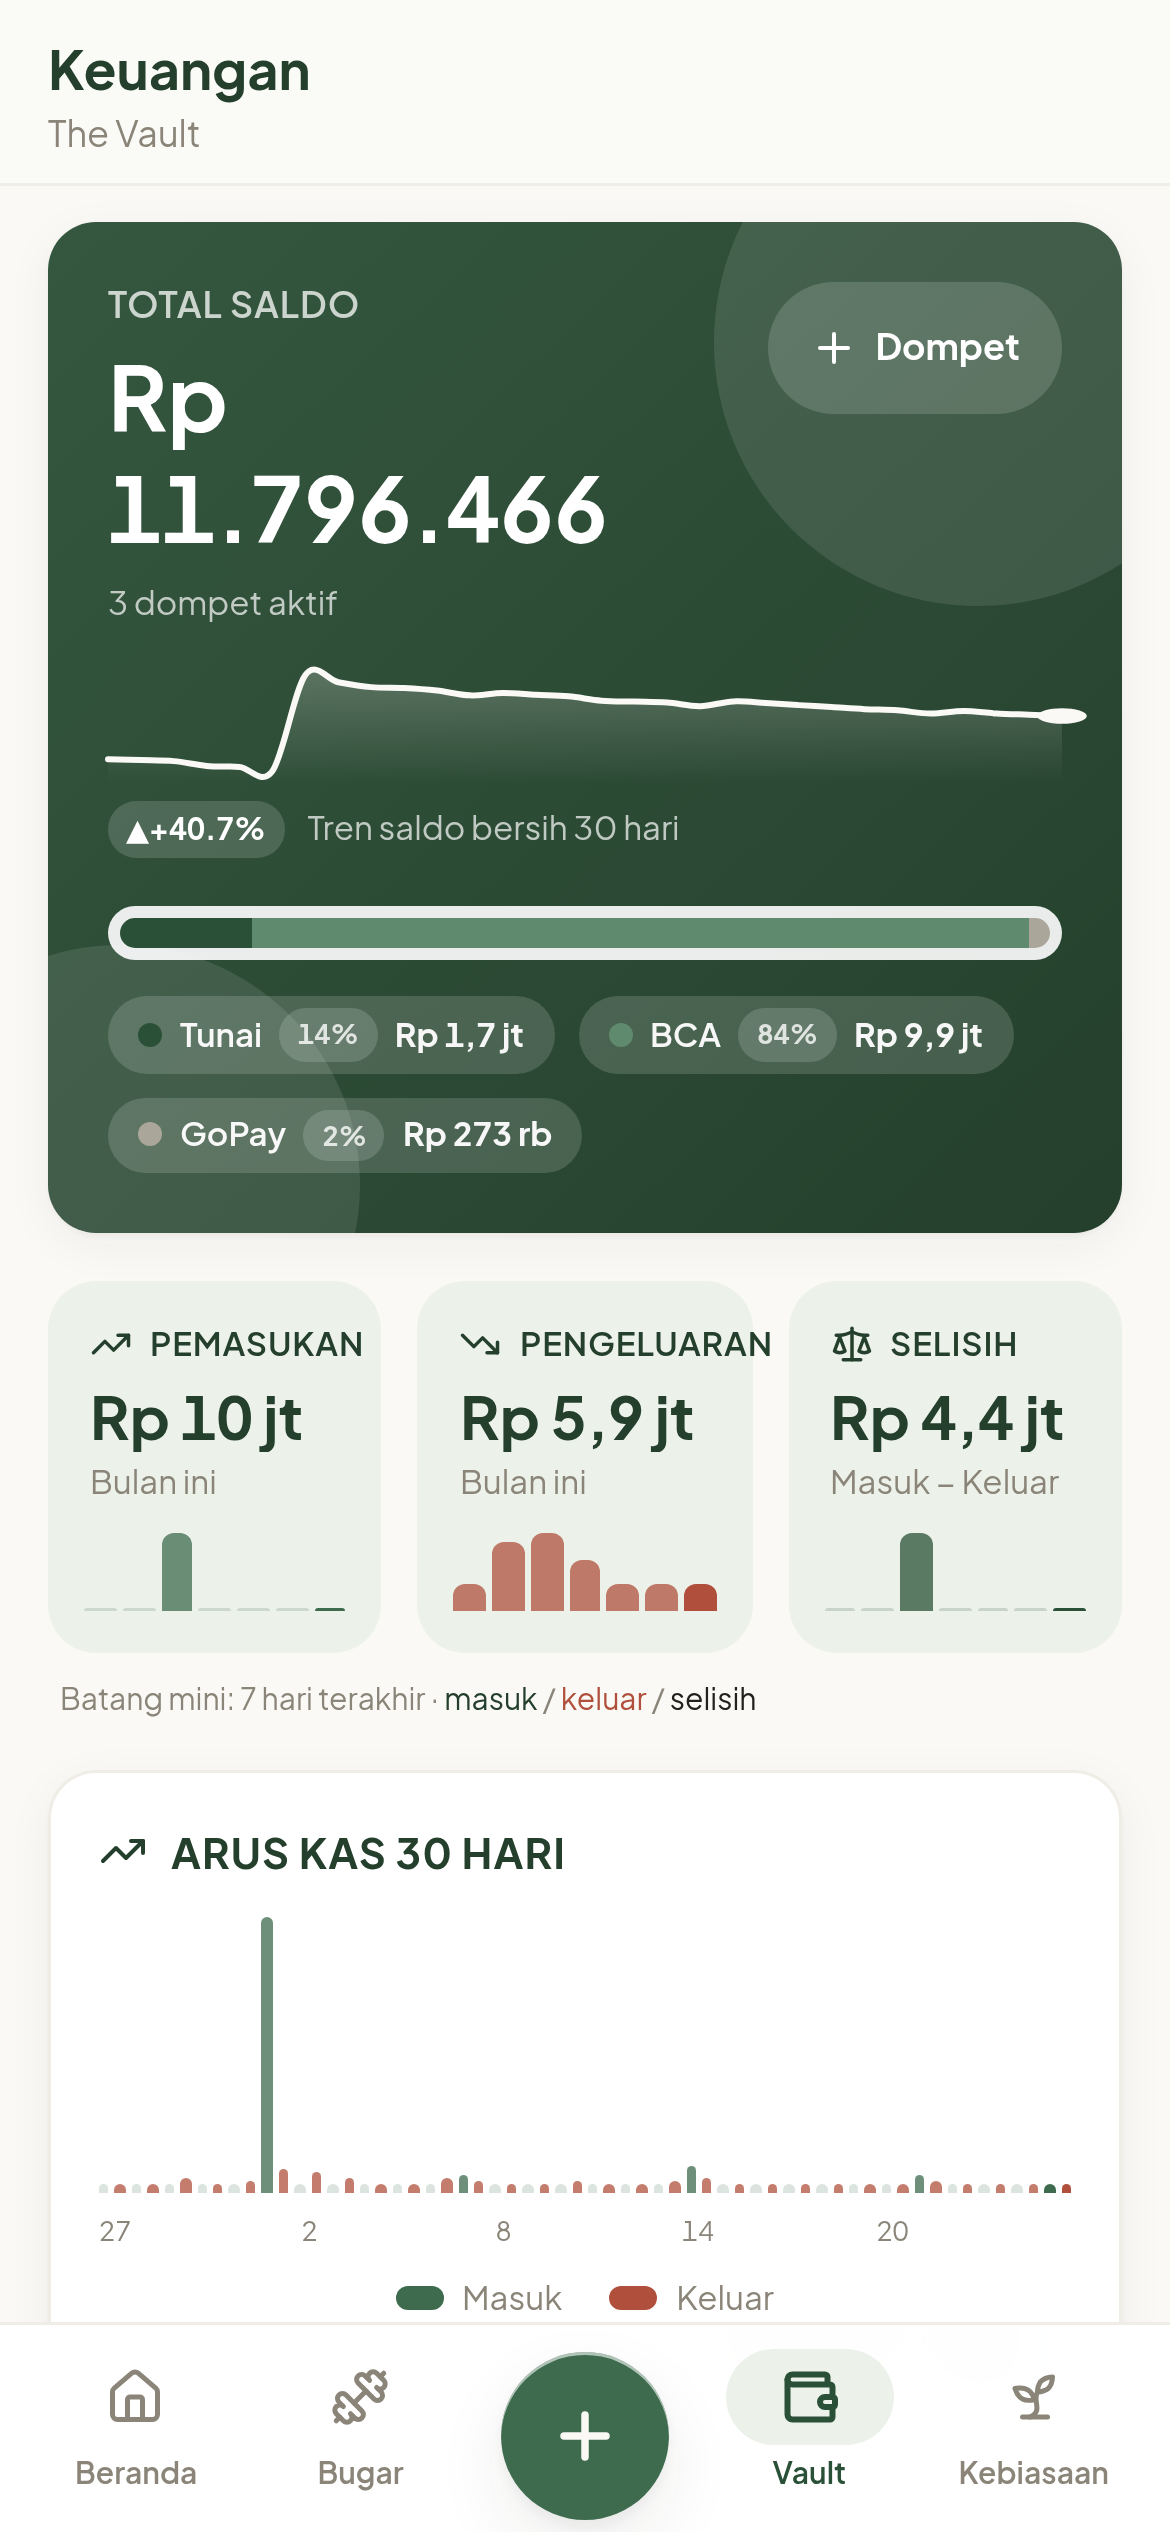 Keuangan
The Vault
TOTAL SALDO
+ Dompet
Rp
11.796.466
3 dompet aktif
▲+40.7% Tren saldo bersih 30 hari
Tunai 14% Rp 1,7 jt BCA 84% Rp 9,9 jt
GoPay 2% Rp 273 rb
PEMASUKAN PENGELUARAN SELISIH
Rp 10 jt Rp 5,9 jt Rp 4,4 jt
Bulan ini Bulan ini Masuk – Keluar
Batang mini: 7 hari terakhir · masuk / keluar / selisih
ARUS KAS 30 HARI
27 2 8 14 20
Masuk Keluar
Beranda Bugar Vault Kebiasaan